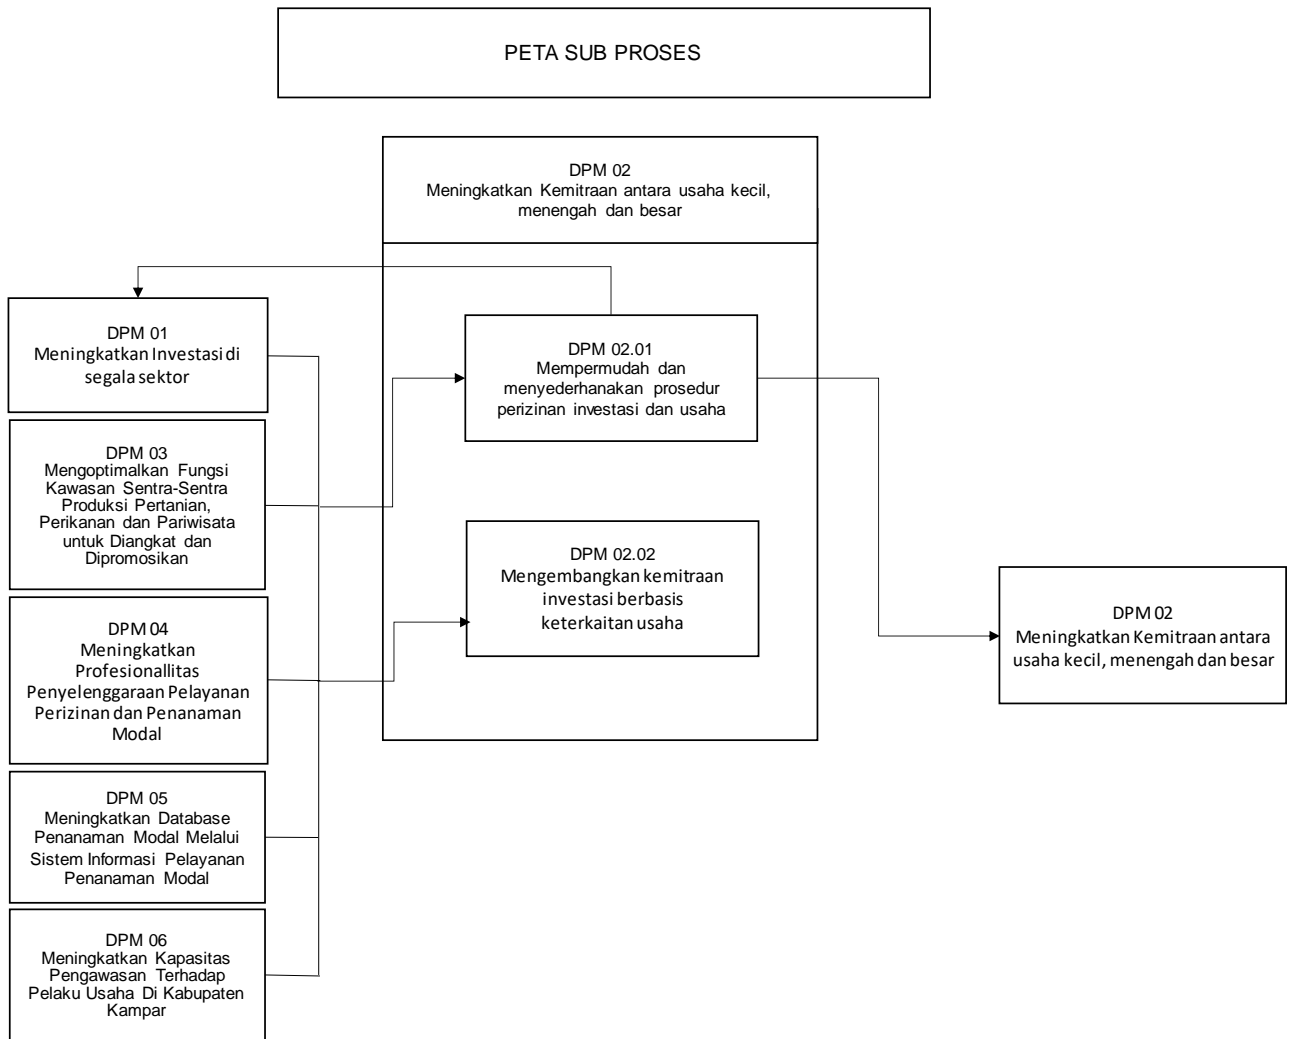 PETA SUB PROSES
DPM 02
Meningkatkan Kemitraan antara usaha kecil,
menengah dan besar
DPM 01
Meningkatkan Investasi di
segala sektor
DPM 02.01
Mempermudah dan
menyederhanakan prosedur
perizinan investasi dan usaha
DPM 03
Mengoptimalkan Fungsi
Kawasan Sentra-Sentra
Produksi Pertanian,
Perikanan dan Pariwisata
untuk Diangkat dan
Dipromosikan
DPM 02.02
Mengembangkan kemitraan
investasi berbasis
keterkaitan usaha
DPM 02
Meningkatkan Kemitraan antara
usaha kecil, menengah dan besar
DPM 04
Meningkatkan
Profesionallitas
Penyelenggaraan Pelayanan
Perizinan dan Penanaman
Modal
DPM 05
Meningkatkan Database
Penanaman Modal Melalui
Sistem Informasi Pelayanan
Penanaman Modal
DPM 06
Meningkatkan Kapasitas
Pengawasan Terhadap
Pelaku Usaha Di Kabupaten
Kampar